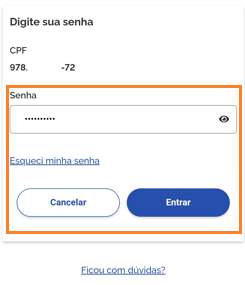 Digite sua senha
CPF
978. -72
Senha
••••••••••
Esqueci minha senha
Cancelar Entrar
Ficou com dúvidas?